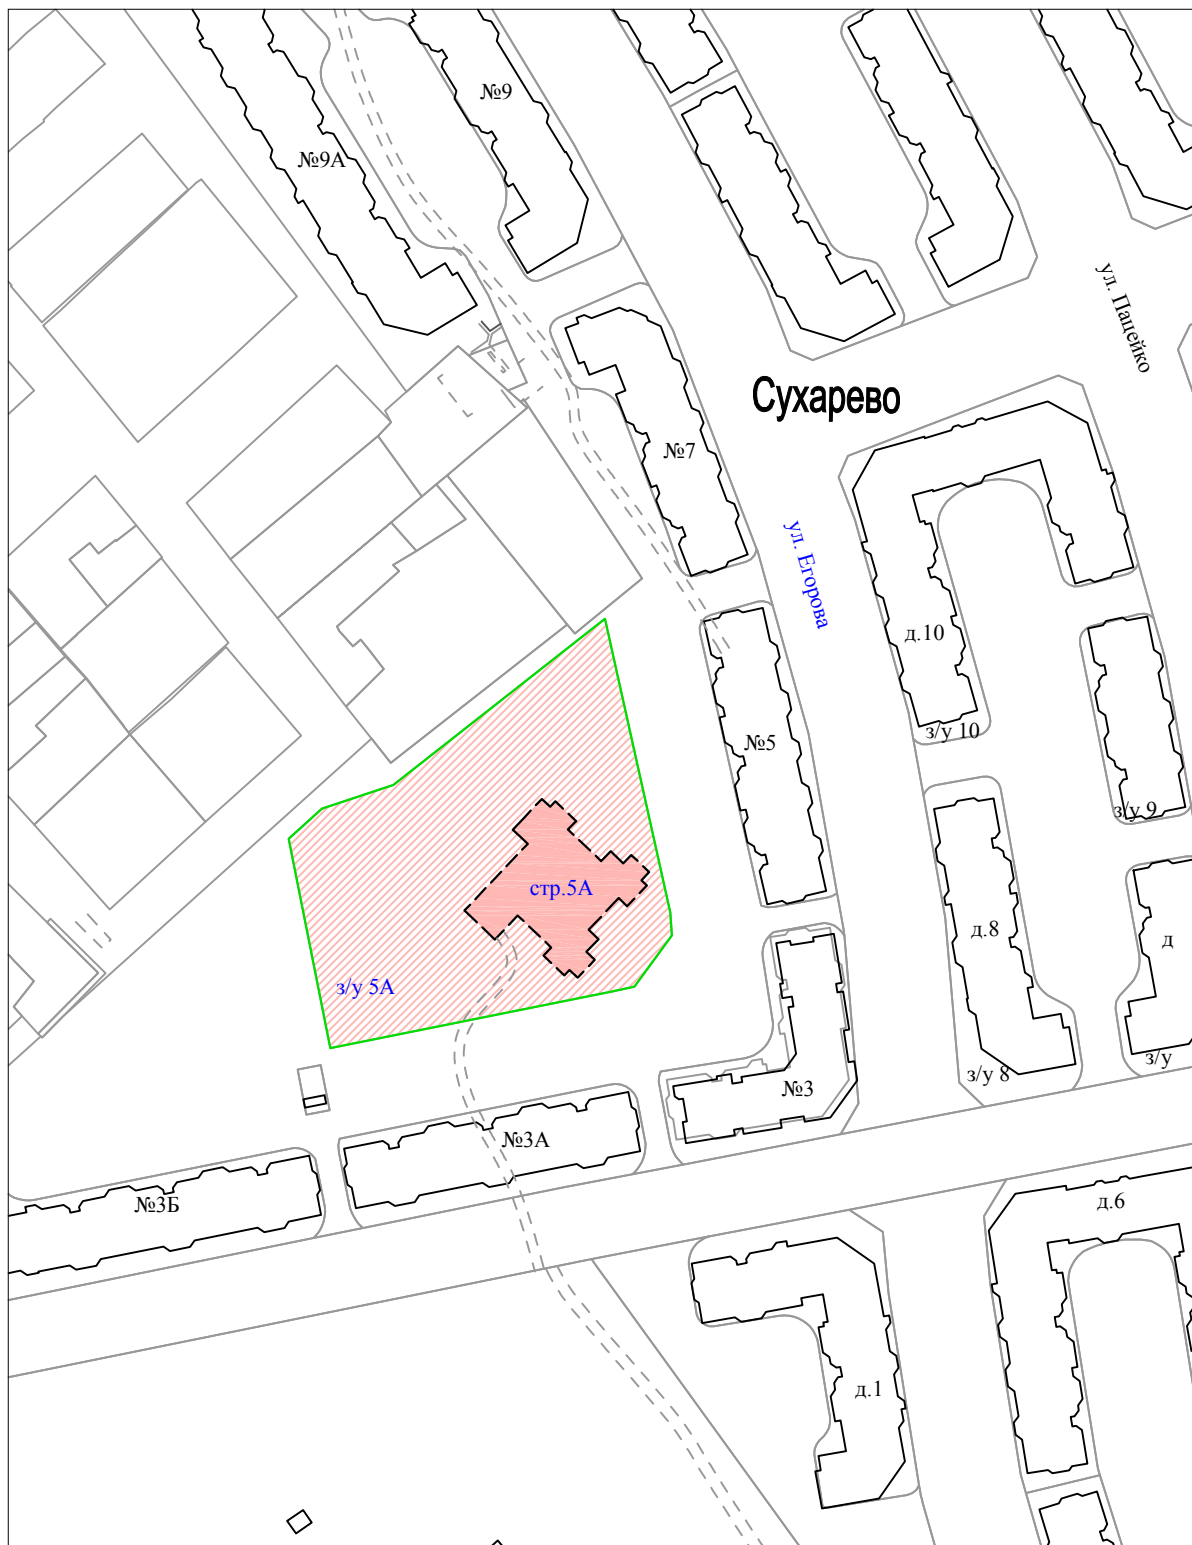 №9
№9А
ул. Пацейко
Сухарево
№7
ул. Егорова
д.10
з/у 10
№5
з/у 9
стр.5А
д.8
д
з/у 5А
з/у
з/у 8
№3
№3А
№3Б
д.6
д.1